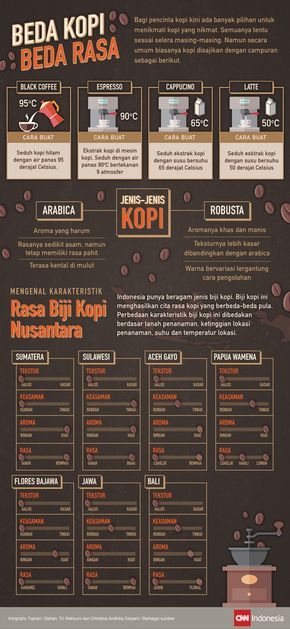 BEDA KOPI
BEDA RASA
Bagi pencinta kopi kini ada banyak pilihan untuk
menikmati kopi yang nikmat. Semuanya tentu
sesuai selera masing-masing. Namun secara
umum biasanya kopi disajikan dengan campuran
sebagai berikut.
BLACK COFFEE
95°C
CARA BUAT
Seduh kopi hitam
dengan air panas 95
derajat Celsius.
ESPRESSO
90°C
CARA BUAT
Ekstrak kopi di mesin
kopi. Seduh dengan air
panas 90°C bertekanan
9 atmosfer
CAPPUCINO
65°C
CARA BUAT
Seduh ekstrak kopi
dengan susu bersuhu
65 derajat Celsius
LATTE
50°C
CARA BUAT
Seduh eskstrak kopi
dengan susu bersuhu
50 derajat Celsius.
JENIS-JENIS
KOPI
ARABICA
Aroma yang harum
Rasanya sedikit asam, namun
tetap memiliki rasa pahit
Terasa kental di mulut
ROBUSTA
Aromanya khas dan manis
Teksturnya lebih kasar
dibandingkan dengan arabica
Warna bervariasi tergantung
cara pengolahan
MENGENAL KARAKTERISTIK
Rasa Biji Kopi
Nusantara
Indonesia punya beragam jenis biji kopi. Biji kopi ini
menghasilkan cita rasa kopi yang berbeda-beda pula.
Perbedaan karakteristik biji kopi ini dibedakan
berdasar tanah penanaman, ketinggian lokasi
penanaman, suhu dan temperatur lokasi.
SUMATERA
TEKSTUR
HALUS KASAR
KEASAMAN
RENDAH TINGGI
AROMA
RINGAN KUAT
RASA
TANAH REMPAH
SULAWESI
TEKSTUR
HALUS KASAR
KEASAMAN
RENDAH TINGGI
AROMA
RINGAN KUAT
RASA
TANAH BUAH
ACEH GAYO
TEKSTUR
HALUS KASAR
KEASAMAN
RENDAH TINGGI
AROMA
RINGAN KUAT
RASA
TANAH REMPAH
PAPUA WAMENA
TEKSTUR
HALUS KASAR
KEASAMAN
RENDAH TINGGI
AROMA
RINGAN KUAT
RASA
COKELAT VANILI LEMON
FLORES BAJAWA
TEKSTUR
HALUS KASAR
KEASAMAN
RENDAH TINGGI
AROMA
RINGAN KUAT
RASA
KARAMEL VANILI
JAWA
TEKSTUR
HALUS KASAR
KEASAMAN
RENDAH TINGGI
AROMA
RINGAN KUAT
RASA
TANAH REMPAH
BALI
TEKSTUR
HALUS KASAR
KEASAMAN
RENDAH TINGGI
AROMA
RINGAN KUAT
RASA
Infografis: Fajrian / Bahan: Tri Wahyuni dan Christina Andhika Setyanti / Berbagai sumber
CNN Indonesia